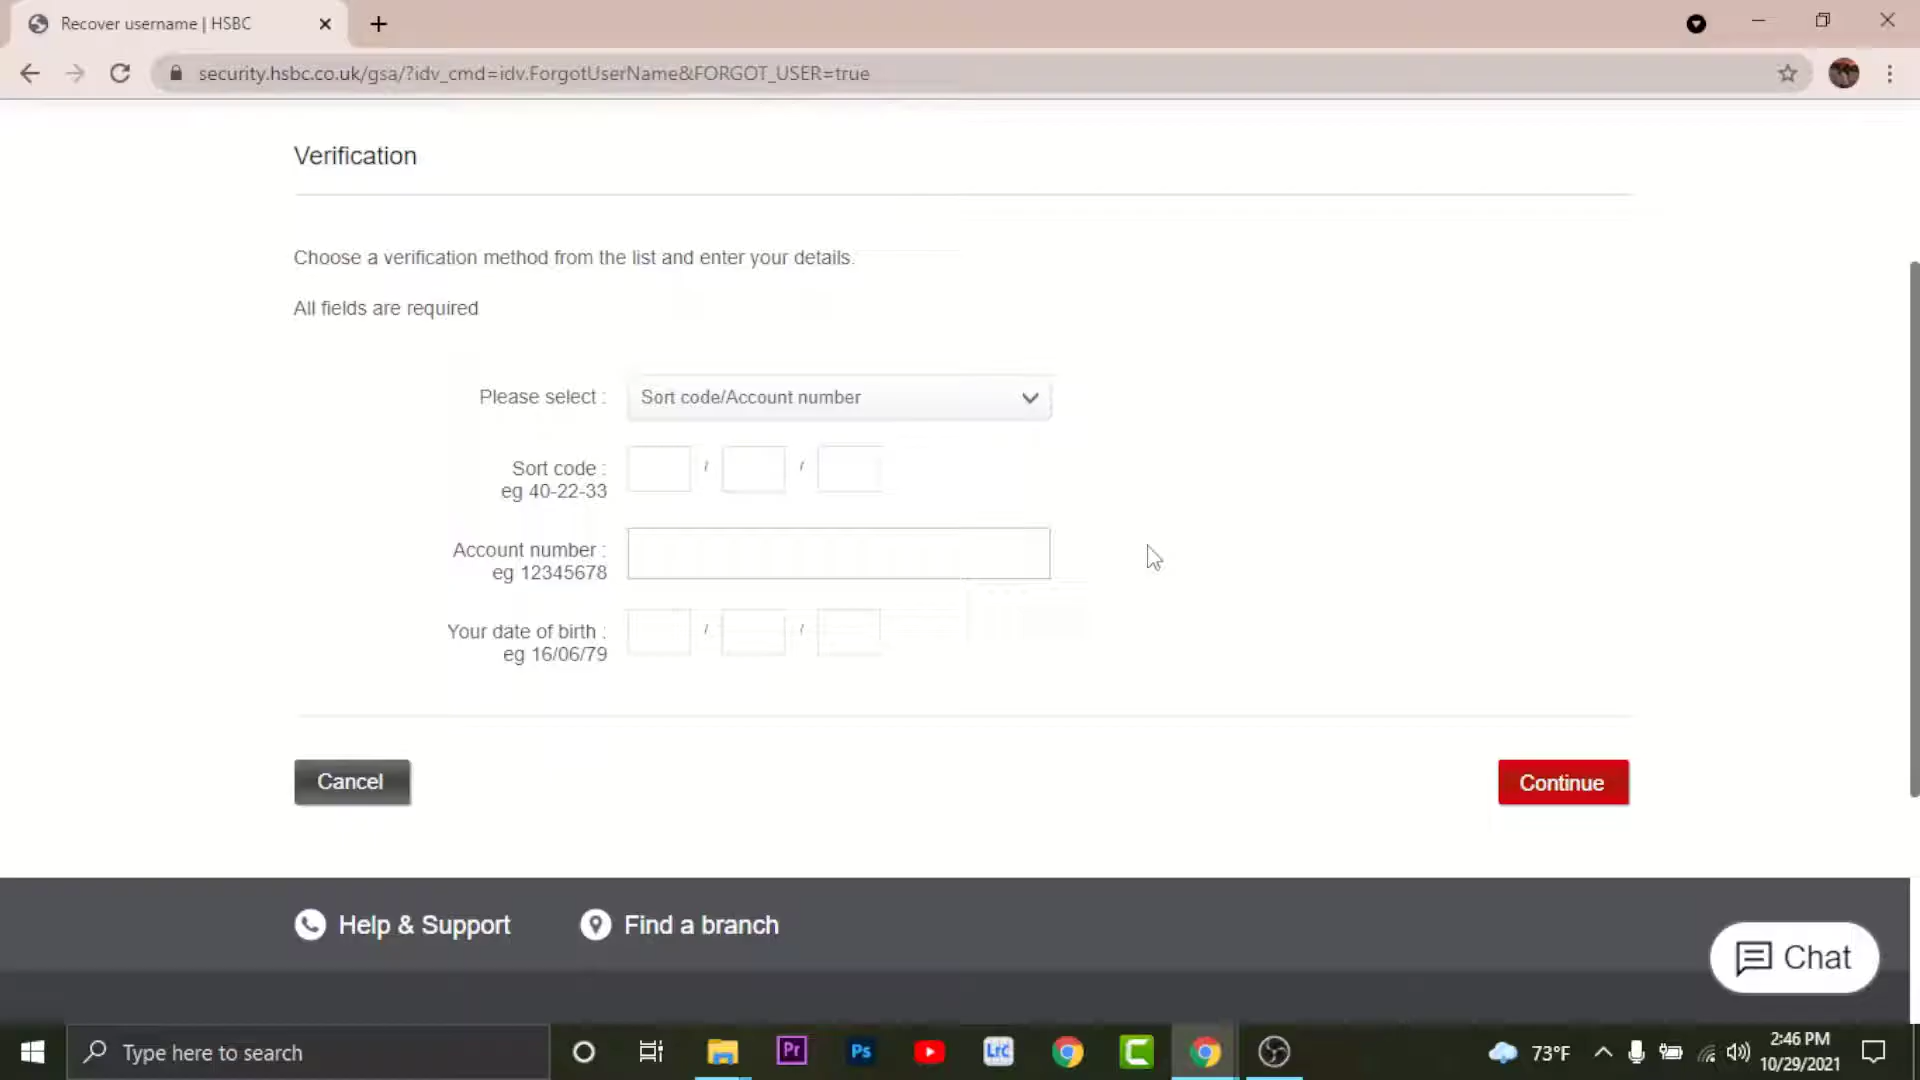 Recover username | HSBC
security.hsbc.co.uk/gsa/?idv_cmd=idv.ForgotUserName&FORGOT_USER=true
Verification
Choose a verification method from the list and enter your details.
All fields are required
Please select :
Sort code/Account number
Sort code :
eg 40-22-33
/ /
Account number :
eg 12345678
Your date of birth :
eg 16/06/79
/ /
Cancel
Continue
Help & Support
Find a branch
Chat
Type here to search
Pr
Ps
Lrc
73°F
2:46 PM
10/29/2021